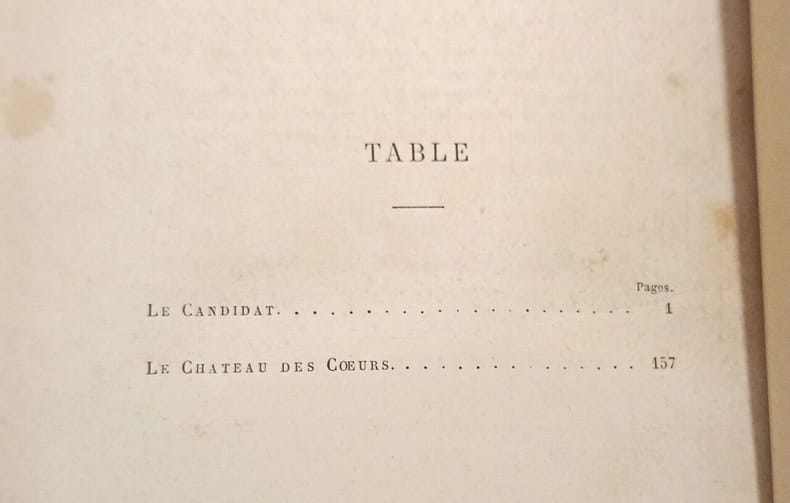 TABLE
Pages.
LE CANDIDAT. . . . . . . . . . . . . . . . . . . . . . 1
LE CHATEAU DES COEURS. . . . . . . . . . . . . . . 157